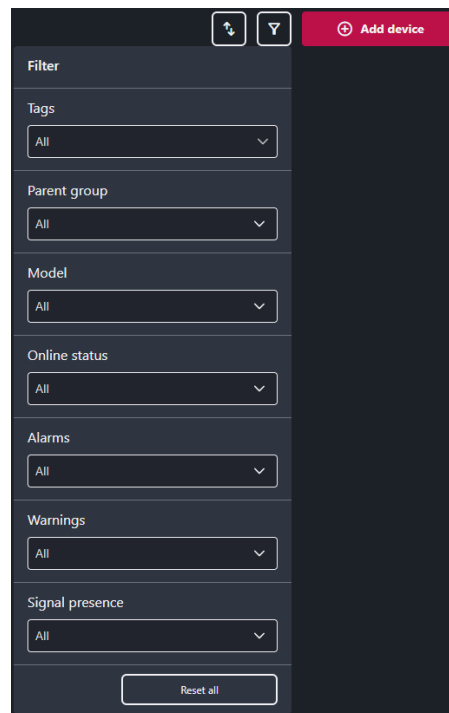 Add device
Filter
Tags
All
Parent group
All
Model
All
Online status
All
Alarms
All
Warnings
All
Signal presence
All
Reset all